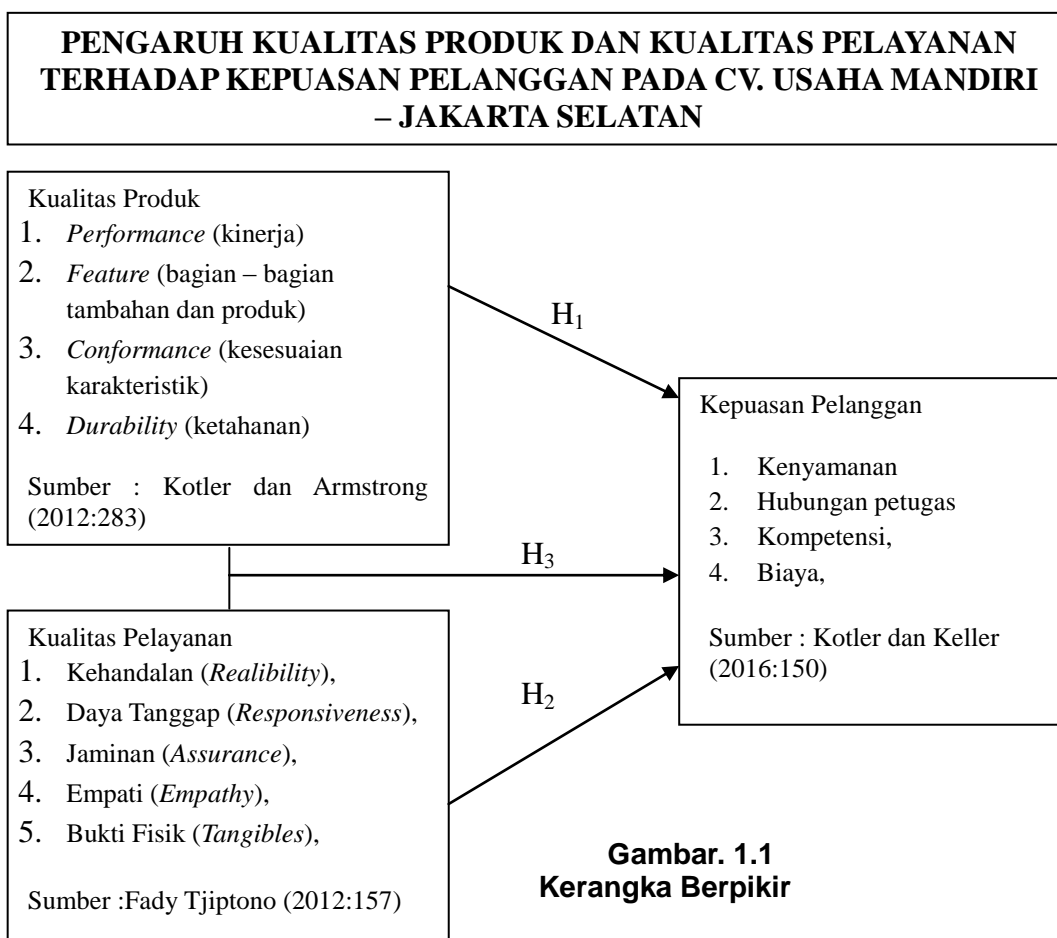 PENGARUH KUALITAS PRODUK DAN KUALITAS PELAYANAN
TERHADAP KEPUASAN PELANGGAN PADA CV. USAHA MANDIRI
– JAKARTA SELATAN
Kualitas Produk
1. Performance (kinerja)
2. Feature (bagian – bagian
tambahan dan produk)
3. Conformance (kesesuaian
karakteristik)
4. Durability (ketahanan)
Sumber : Kotler dan Armstrong
(2012:283)
H1
Kepuasan Pelanggan
1. Kenyamanan
2. Hubungan petugas
3. Kompetensi,
4. Biaya,
Sumber : Kotler dan Keller
(2016:150)
H3
Kualitas Pelayanan
1. Kehandalan (Realibility),
2. Daya Tanggap (Responsiveness),
3. Jaminan (Assurance),
4. Empati (Empathy),
5. Bukti Fisik (Tangibles),
Sumber :Fady Tjiptono (2012:157)
H2
Gambar. 1.1
Kerangka Berpikir